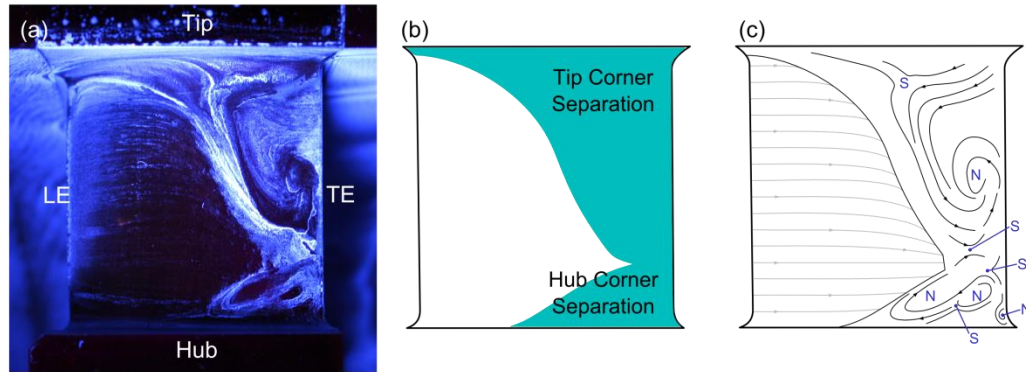 (a)
Tip
LE
TE
Hub
(b)
Tip Corner
Separation
Hub Corner
Separation
(c)
S
N
S
S
N
N
N
S